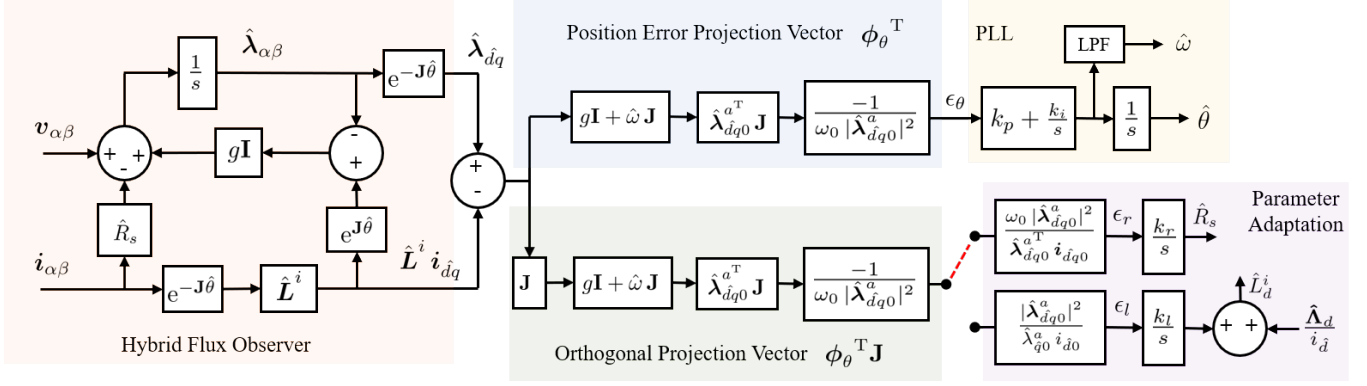 Position Error Projection Vector ϕ_θ^T
PLL
LPF
ω̂
λ̂_αβ
λ̂_d̂q
1/s
e^{-Jθ̂}
v_αβ
+ + -
gI
- +
+ -
gI + ω̂ J
λ̂^{aT}_{d̂q0} J
-1 / (ω_0 |λ̂^a_{d̂q0}|^2)
ϵ_θ
k_p + k_i/s
1/s
θ̂
R̂_s
e^{Jθ̂}
L̂^i i_d̂q
i_αβ
e^{-Jθ̂}
L̂^i
Hybrid Flux Observer
J
gI + ω̂ J
λ̂^{aT}_{d̂q0} J
-1 / (ω_0 |λ̂^a_{d̂q0}|^2)
Orthogonal Projection Vector ϕ_θ^T J
Parameter
Adaptation
ω_0 |λ̂^a_{d̂q0}|^2 / (λ̂^{aT}_{d̂q0} i_{d̂q0})
ϵ_r
k_r/s
R̂_s
|λ̂^a_{d̂q0}|^2 / (λ̂^a_{q̂0} i_{d̂0})
ϵ_l
k_l/s
L̂^i_d
+ +
Λ̂_d / i_d̂